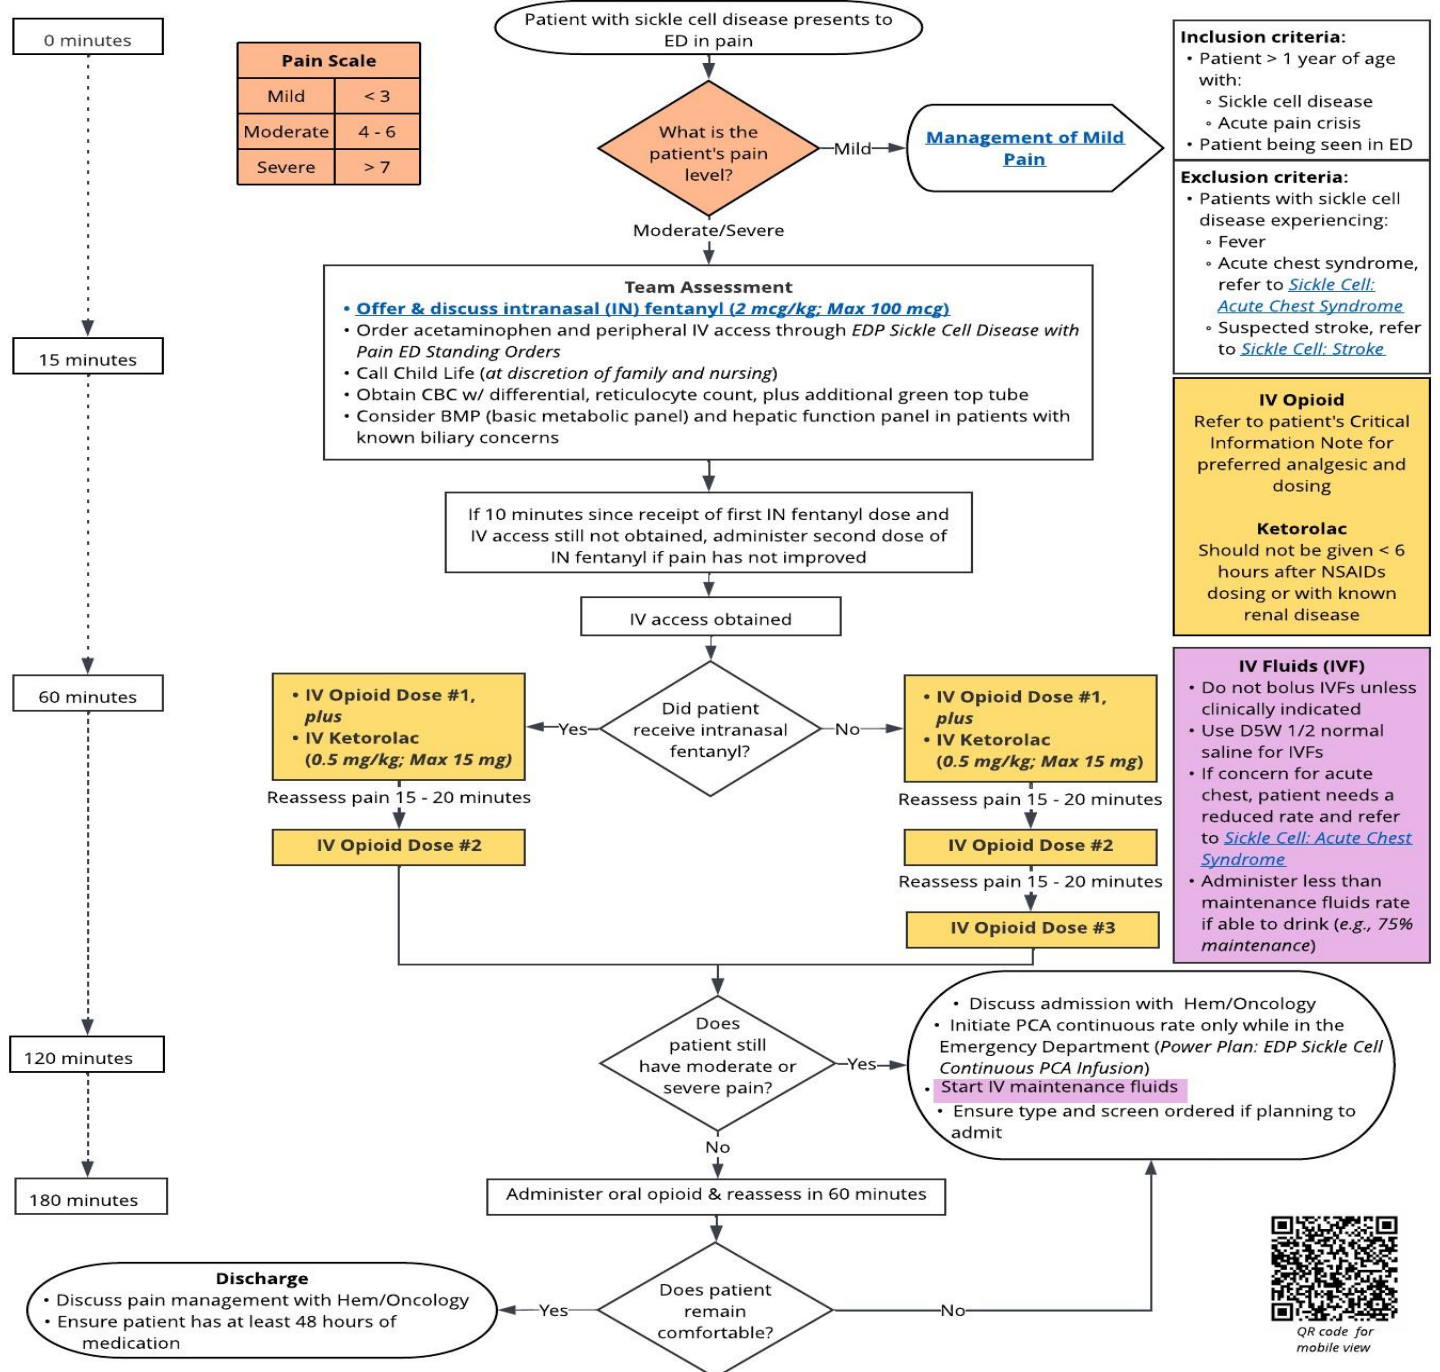 0 minutes
15 minutes
60 minutes
120 minutes
180 minutes
Pain Scale
Mild < 3
Moderate 4 - 6
Severe > 7
Patient with sickle cell disease presents to
ED in pain
What is the
patient's pain
level?
Mild
Management of Mild
Pain
Moderate/Severe
Team Assessment
• Offer & discuss intranasal (IN) fentanyl (2 mcg/kg; Max 100 mcg)
• Order acetaminophen and peripheral IV access through EDP Sickle Cell Disease with
Pain ED Standing Orders
• Call Child Life (at discretion of family and nursing)
• Obtain CBC w/ differential, reticulocyte count, plus additional green top tube
• Consider BMP (basic metabolic panel) and hepatic function panel in patients with
known biliary concerns
If 10 minutes since receipt of first IN fentanyl dose and
IV access still not obtained, administer second dose of
IN fentanyl if pain has not improved
IV access obtained
Did patient
receive intranasal
fentanyl?
Yes
• IV Opioid Dose #1,
plus
• IV Ketorolac
(0.5 mg/kg; Max 15 mg)
Reassess pain 15 - 20 minutes
IV Opioid Dose #2
No
• IV Opioid Dose #1,
plus
• IV Ketorolac
(0.5 mg/kg; Max 15 mg)
Reassess pain 15 - 20 minutes
IV Opioid Dose #2
Reassess pain 15 - 20 minutes
IV Opioid Dose #3
Does
patient still
have moderate or
severe pain?
Yes
• Discuss admission with Hem/Oncology
• Initiate PCA continuous rate only while in the
Emergency Department (Power Plan: EDP Sickle Cell
Continuous PCA Infusion)
• Start IV maintenance fluids
• Ensure type and screen ordered if planning to
admit
No
Administer oral opioid & reassess in 60 minutes
Does patient
remain
comfortable?
No
Yes
Discharge
• Discuss pain management with Hem/Oncology
• Ensure patient has at least 48 hours of
medication
Inclusion criteria:
• Patient > 1 year of age
with:
◦ Sickle cell disease
◦ Acute pain crisis
• Patient being seen in ED
Exclusion criteria:
• Patients with sickle cell
disease experiencing:
◦ Fever
◦ Acute chest syndrome,
refer to Sickle Cell:
Acute Chest Syndrome
◦ Suspected stroke, refer
to Sickle Cell: Stroke
IV Opioid
Refer to patient's Critical
Information Note for
preferred analgesic and
dosing
Ketorolac
Should not be given < 6
hours after NSAIDs
dosing or with known
renal disease
IV Fluids (IVF)
• Do not bolus IVFs unless
clinically indicated
• Use D5W 1/2 normal
saline for IVFs
• If concern for acute
chest, patient needs a
reduced rate and refer
to Sickle Cell: Acute Chest
Syndrome
• Administer less than
maintenance fluids rate
if able to drink (e.g., 75%
maintenance)
QR code for
mobile view